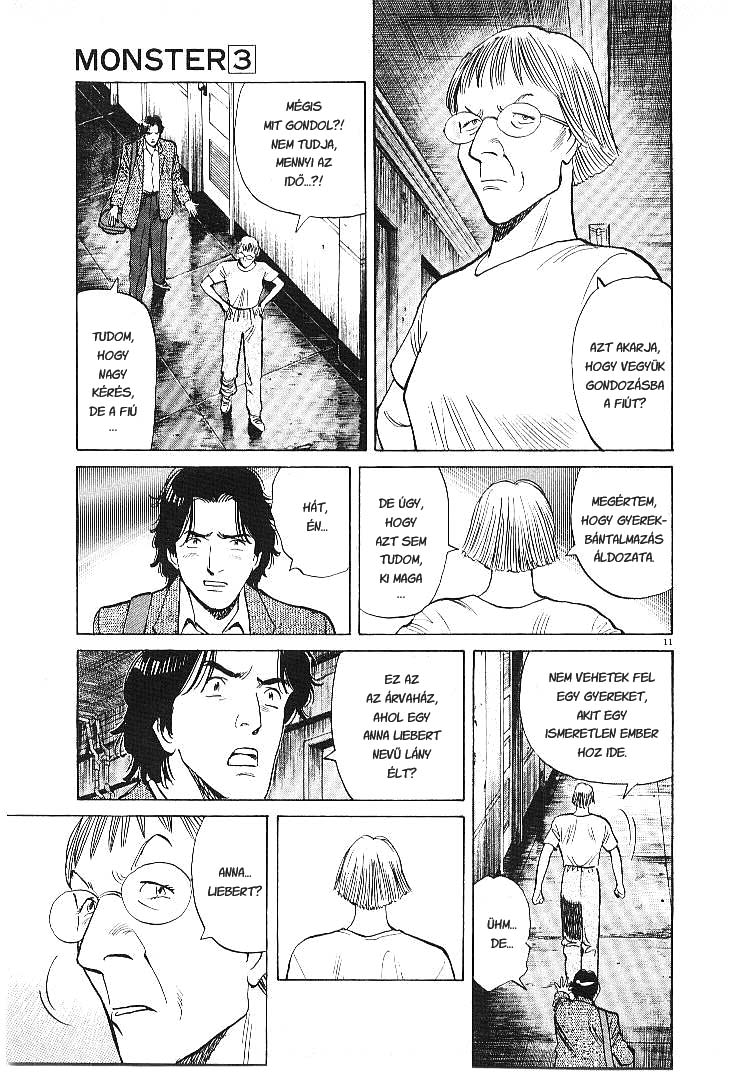 MONSTER 3
AZT AKARJA,
HOGY VEGYÜK
GONDOZÁSBA
A FIÚT?
MÉGIS
MIT GONDOL?!
NEM TUDJA,
MENNYI AZ
IDŐ...?!
TUDOM,
HOGY
NAGY
KÉRÉS,
DE A FIÚ
...
MEGÉRTEM,
HOGY GYEREK-
BÁNTALMAZÁS
ÁLDOZATA.
DE ÚGY,
HOGY
AZT SEM
TUDOM,
KI MAGA
...
HÁT,
ÉN...
11
NEM VEHETEK FEL
EGY GYEREKET,
AKIT EGY
ISMERETLEN EMBER
HOZ IDE.
ÜHM...
DE...
EZ AZ
AZ ÁRVAHÁZ,
AHOL EGY
ANNA LIEBERT
NEVŰ LÁNY
ÉLT?
ANNA...
LIEBERT?